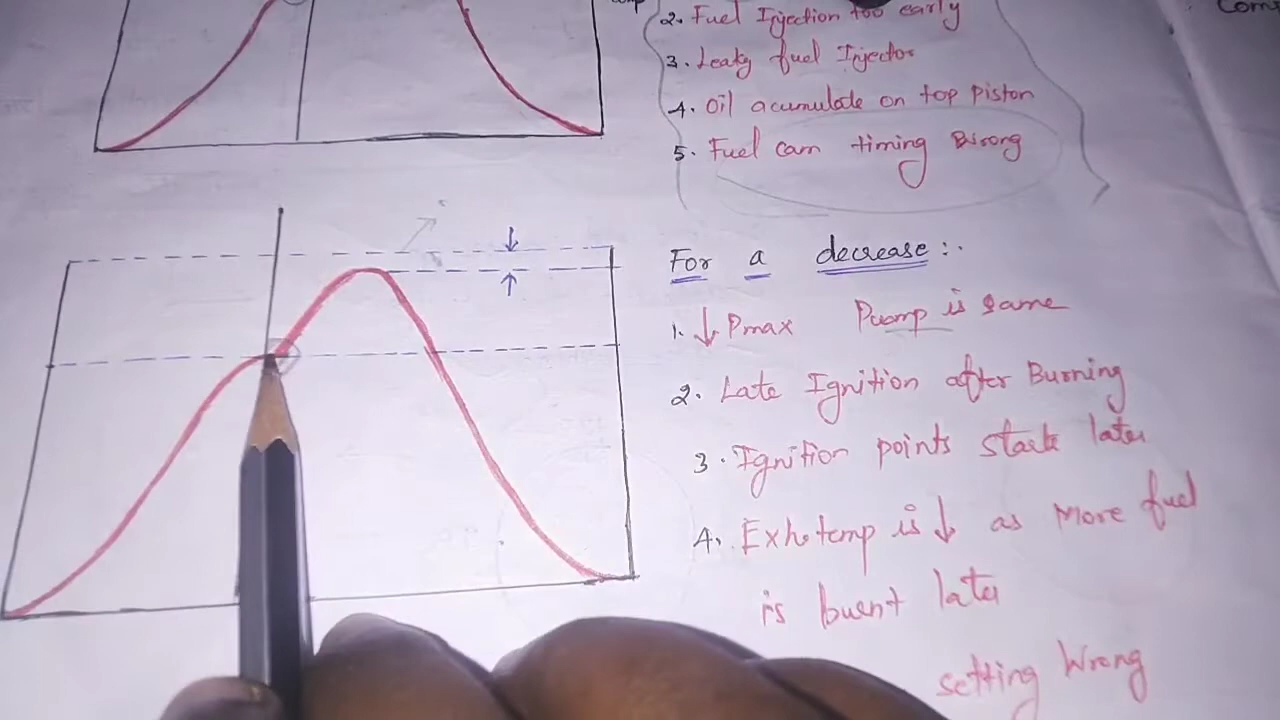 2. Fuel Injection too early
Com
3. Leaky fuel Injector
4. Oil acumulate on top piston
5. Fuel cam timing Wrong
For a decrease:.
1. ↓ Pmax Pcomp is same
2. Late Ignition after Burning
3. Ignition points starts later
4. Exh. temp is ↓ as More fuel
is burnt later
setting Wrong